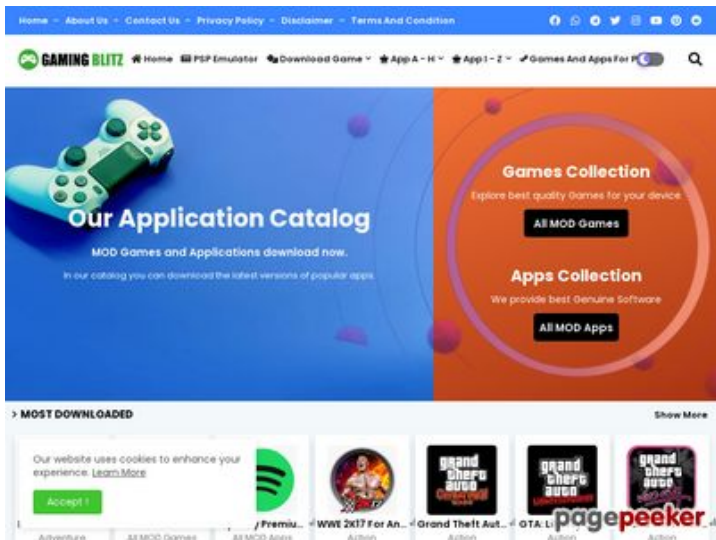 Home - About Us - Contact Us - Privacy Policy - Disclaimer - Terms And Condition
GAMING BLITZ Home PSP Emulator Download Game App A - H App I - Z Games And Apps For P
Our Application Catalog
MOD Games and Applications download now.
In our catalog you can download the latest versions of popular apps
Games Collection
Explore best quality Games for your device
All MOD Games
Apps Collection
We provide best Genuine Software
All MOD Apps
> MOST DOWNLOADED
Show More
Our website uses cookies to enhance your
experience. Learn More
Accept !
Premiu...
WWE 2K17 For An...
Grand Theft Aut...
GTA:
grand
theft
auto
grand
theft
auto
grand
theft
auto
Adventure
All MOD Games
All MOD Apps
Action
Action
Action
Action
pagepeeker